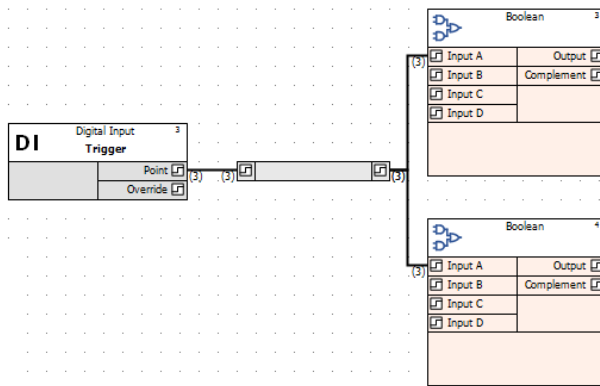 Boolean 3
Input A Output
(3)
Input B Complement
Input C
Input D
Digital Input 3
DI
Trigger
Point (3) (3) (3)
Override
Boolean 4
Input A Output
(3)
Input B Complement
Input C
Input D